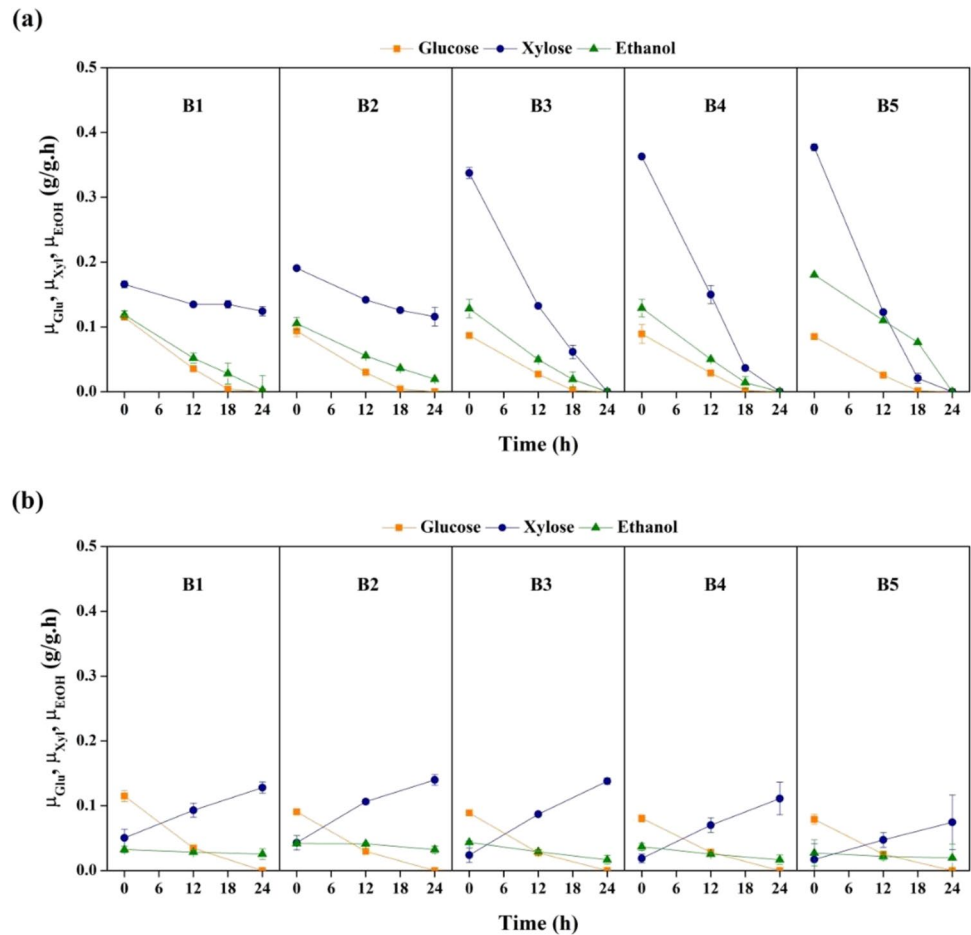 (a)
Glucose Xylose Ethanol
0.5
0.4
0.3
0.2
0.1
0.0
μGlu, μXyl, μEtOH (g/g.h)
B1 B2 B3 B4 B5
0 6 12 18 24 0 6 12 18 24 0 6 12 18 24 0 6 12 18 24 0 6 12 18 24
Time (h)
(b)
Glucose Xylose Ethanol
0.5
0.4
0.3
0.2
0.1
0.0
μGlu, μXyl, μEtOH (g/g.h)
B1 B2 B3 B4 B5
0 6 12 18 24 0 6 12 18 24 0 6 12 18 24 0 6 12 18 24 0 6 12 18 24
Time (h)